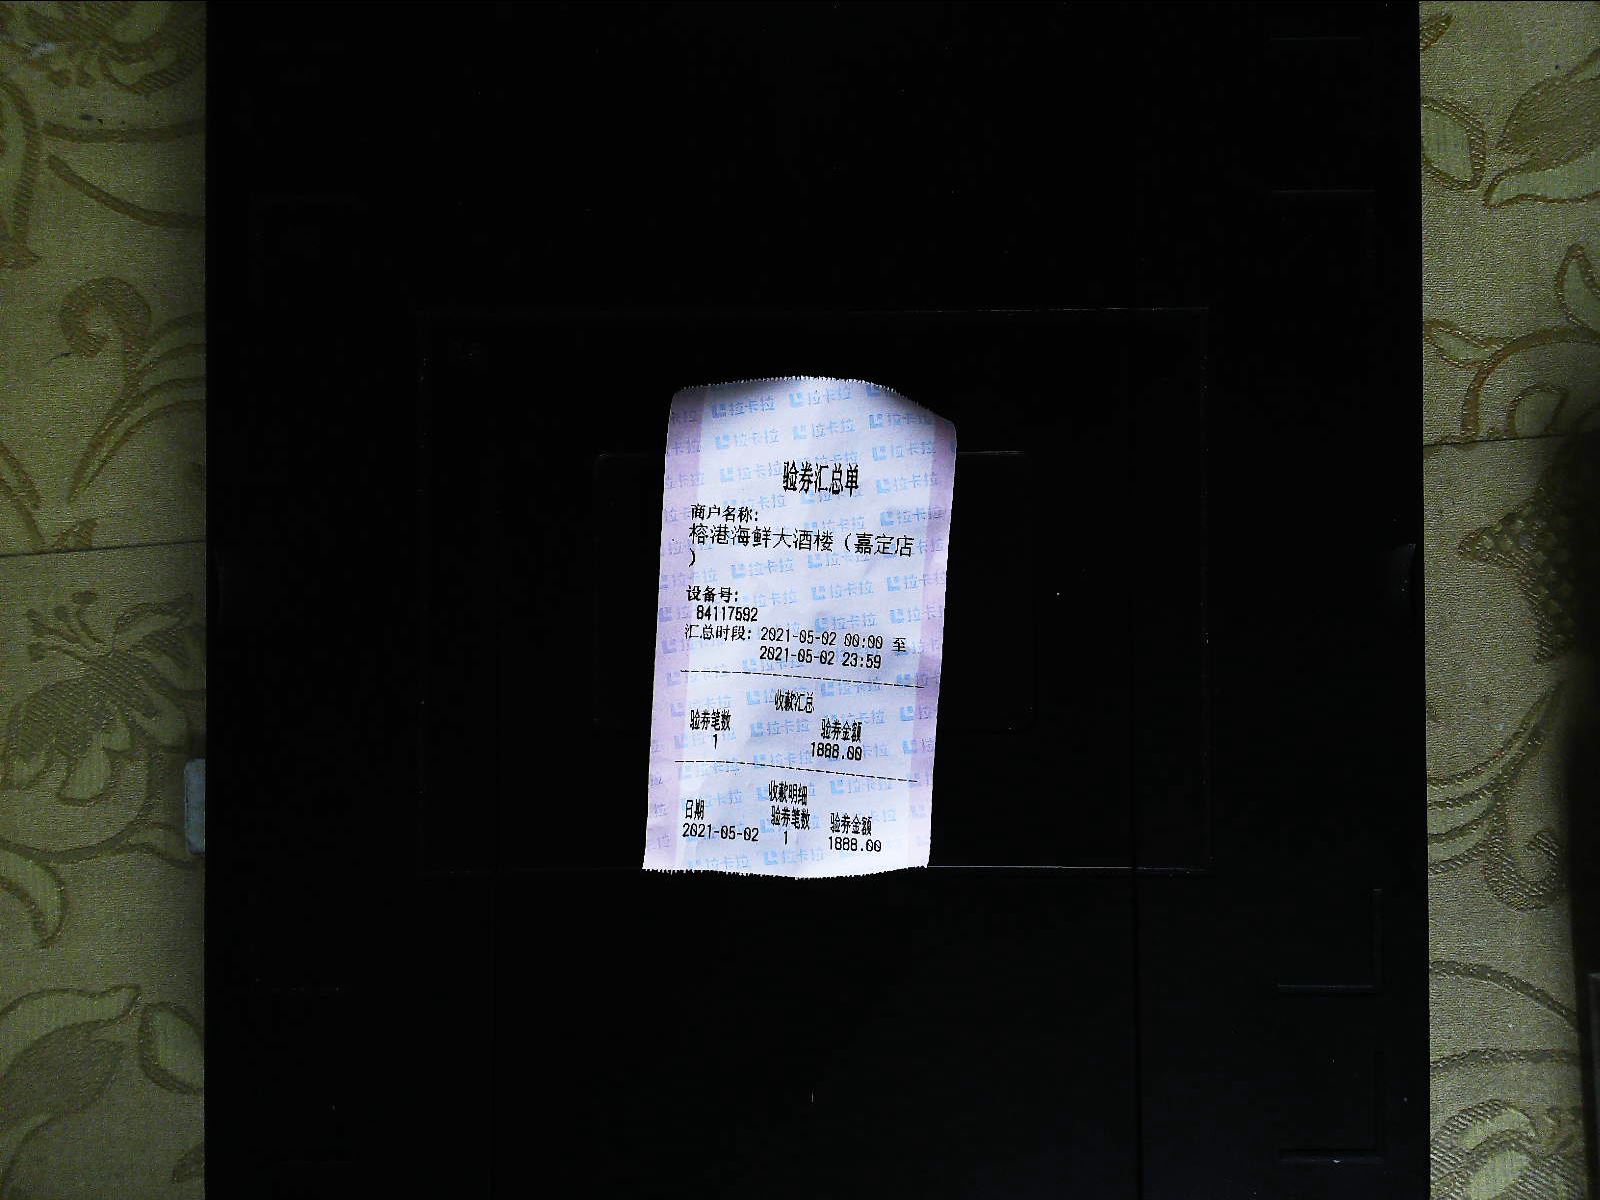 验券汇总单
商户名称:
榕港海鲜大酒楼（嘉定店
）
设备号:
84117592
汇总时段: 2021-05-02 00:00 至
2021-05-02 23:59
收款汇总
验券笔数 验券金额
1 1888.00
收款明细
日期 验券笔数 验券金额
2021-05-02 1 1888.00
拉卡拉